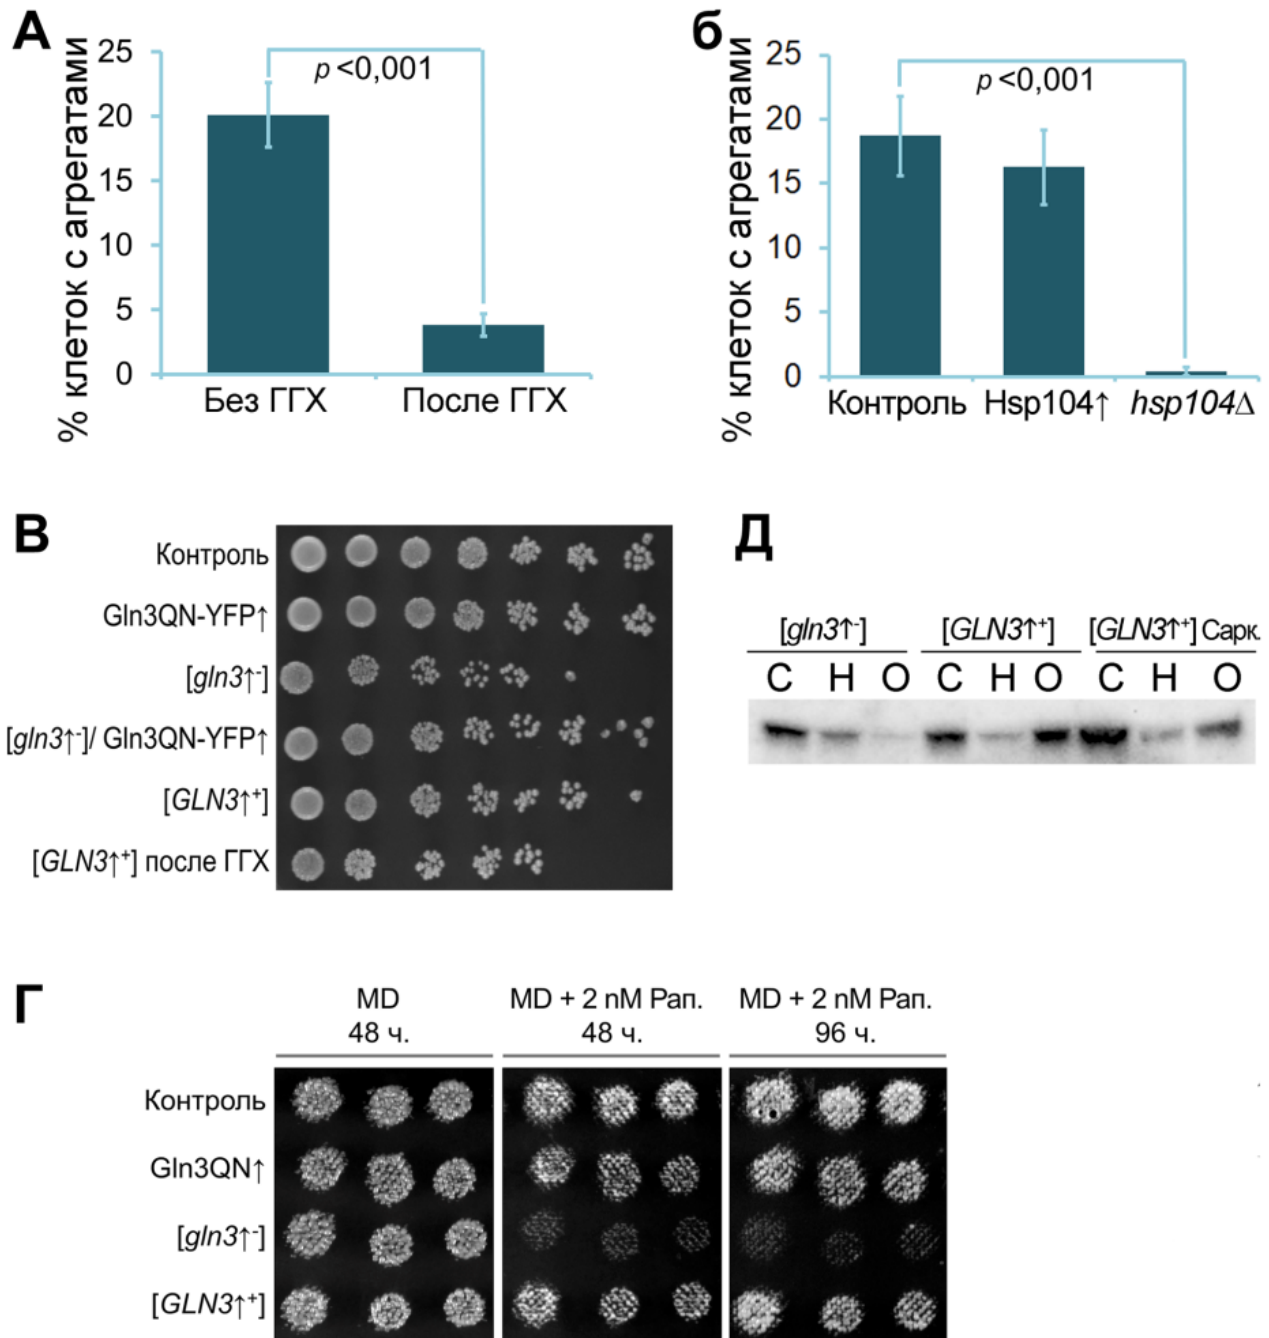 А
% клеток с агрегатами
25
20
15
10
5
0
p <0,001
Без ГГХ
После ГГХ
б
% клеток с агрегатами
25
20
15
10
5
0
p <0,001
Контроль
Hsp104↑
hsp104Δ
В
Контроль
Gln3QN-YFP↑
[gln3↑⁻]
[gln3↑⁻]/ Gln3QN-YFP↑
[GLN3↑⁺]
[GLN3↑⁺] после ГГХ
Д
[gln3↑⁻] [GLN3↑⁺] [GLN3↑⁺] Сарк.
С Н О С Н О С Н О
Г
MD MD + 2 nM Рап. MD + 2 nM Рап.
48 ч. 48 ч. 96 ч.
Контроль
Gln3QN↑
[gln3↑⁻]
[GLN3↑⁺]